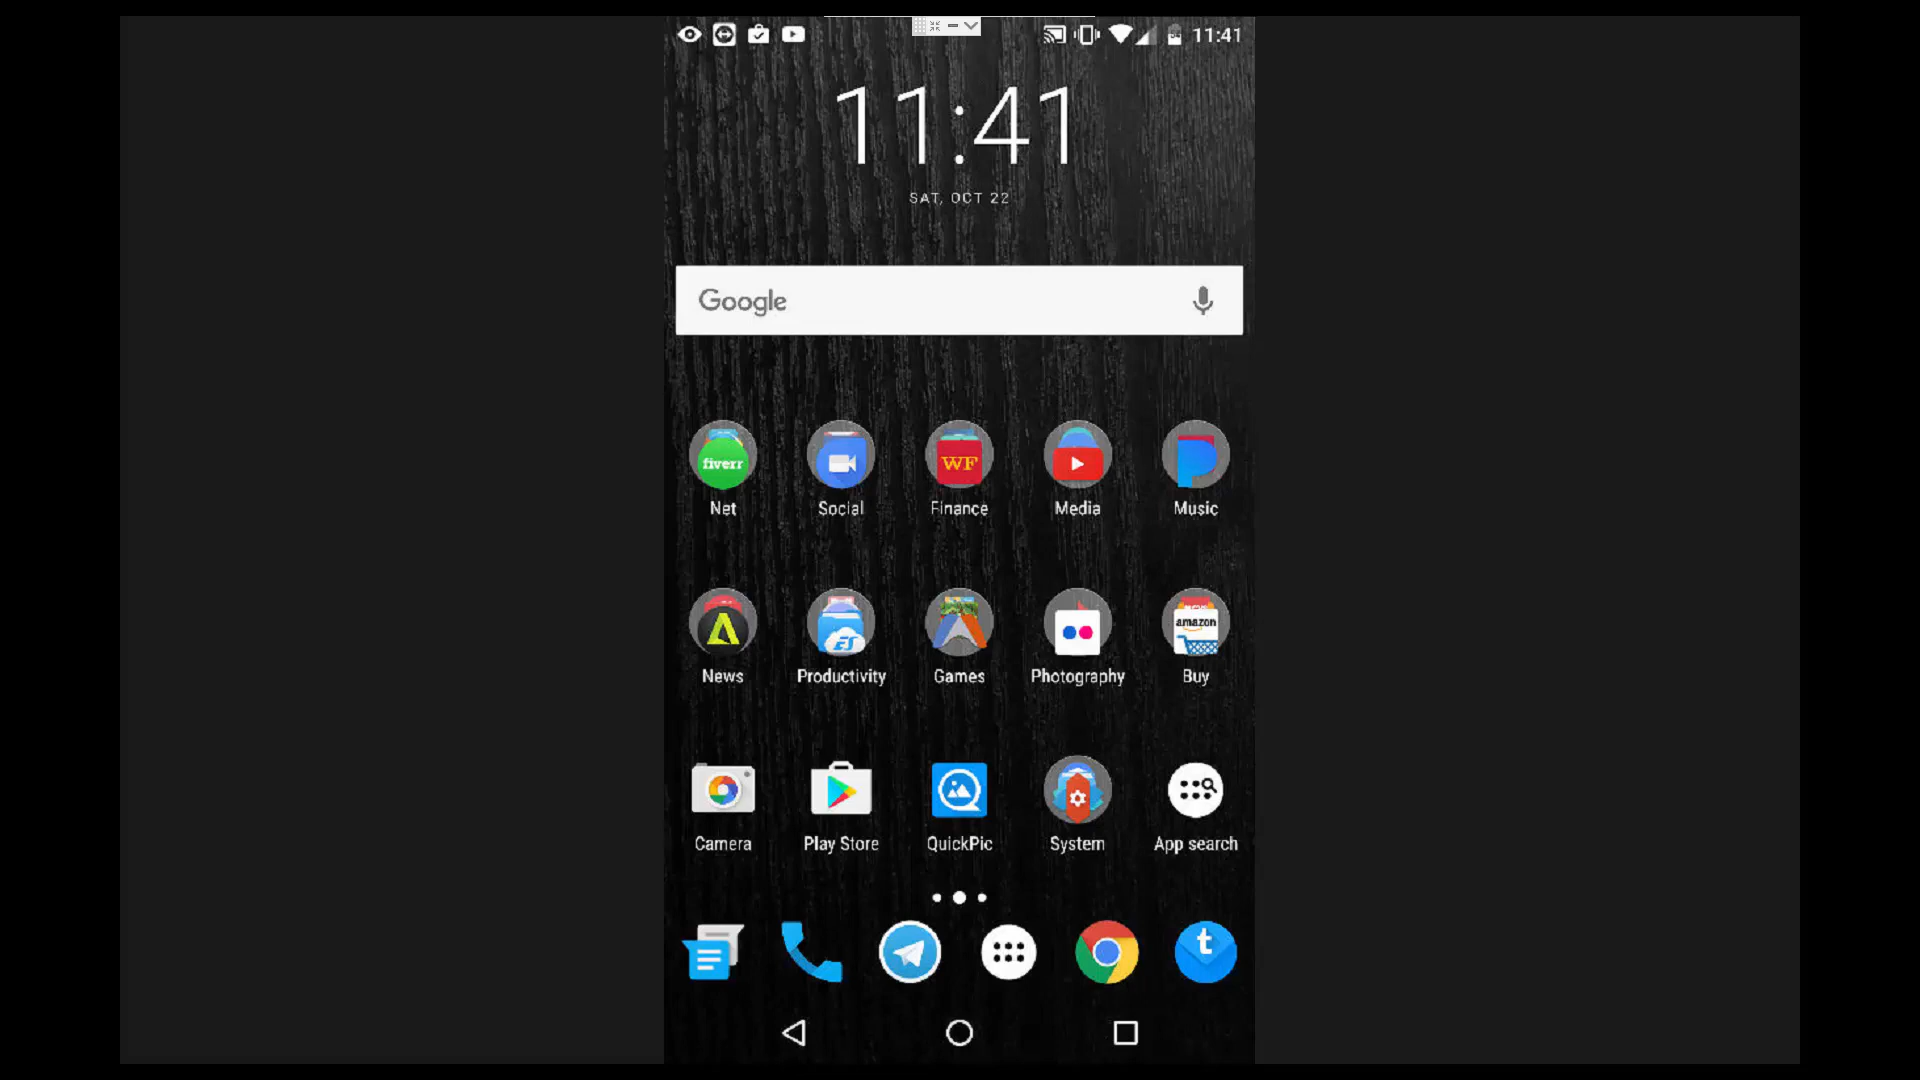 11:41
11:41
SAT, OCT 22
Google
fiverr
WF
Net Social Finance Media Music
ES
amazon
News Productivity Games Photography Buy
Camera Play Store QuickPic System App search
t